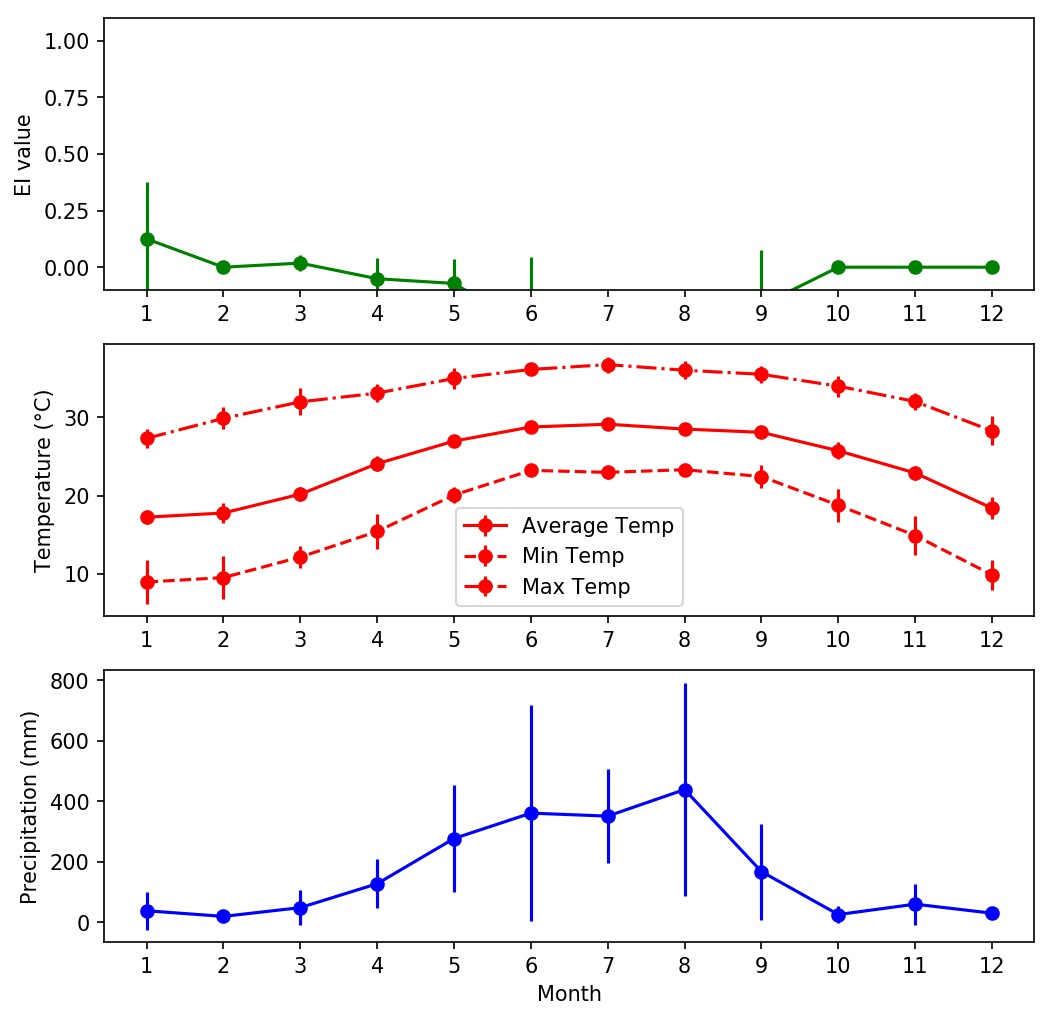 EI value
1.00
0.75
0.50
0.25
0.00
1 2 3 4 5 6 7 8 9 10 11 12
Temperature (°C)
30
20
10
Average Temp
Min Temp
Max Temp
1 2 3 4 5 6 7 8 9 10 11 12
Precipitation (mm)
800
600
400
200
0
1 2 3 4 5 6 7 8 9 10 11 12
Month